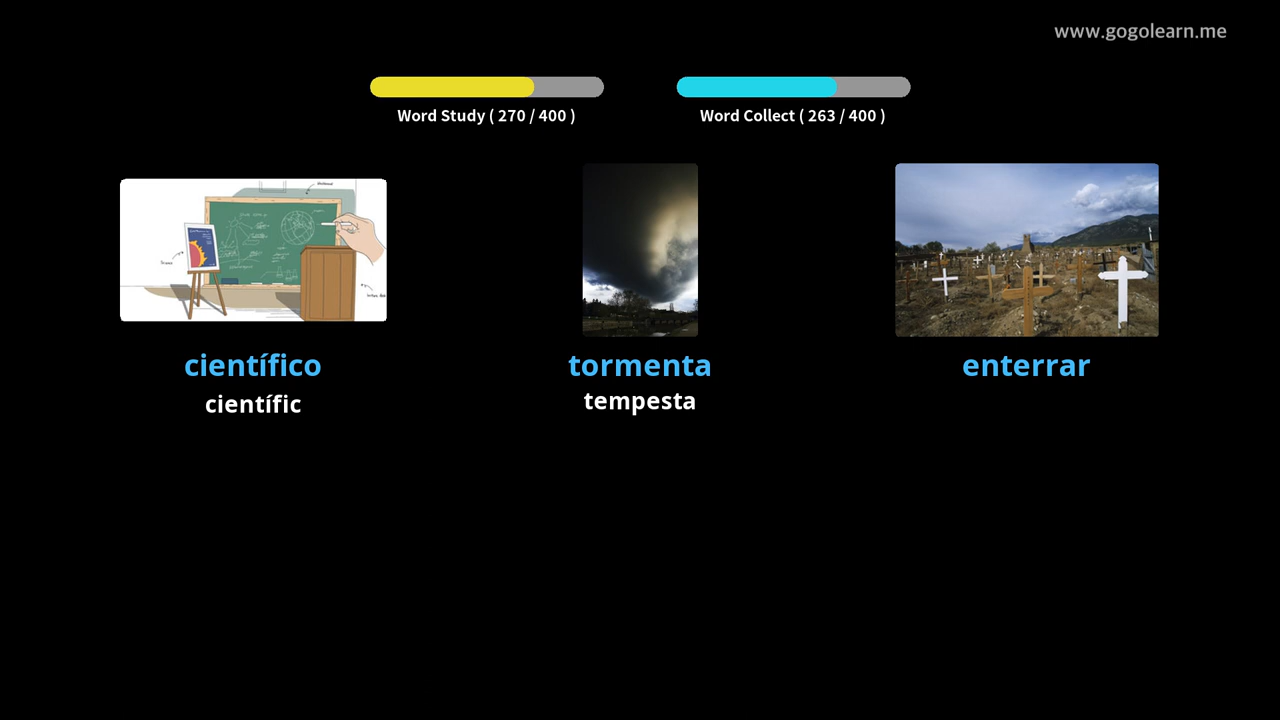 www.gogolearn.me
Word Study ( 270 / 400 )
Word Collect ( 263 / 400 )
científico
científic
tormenta
tempesta
enterrar